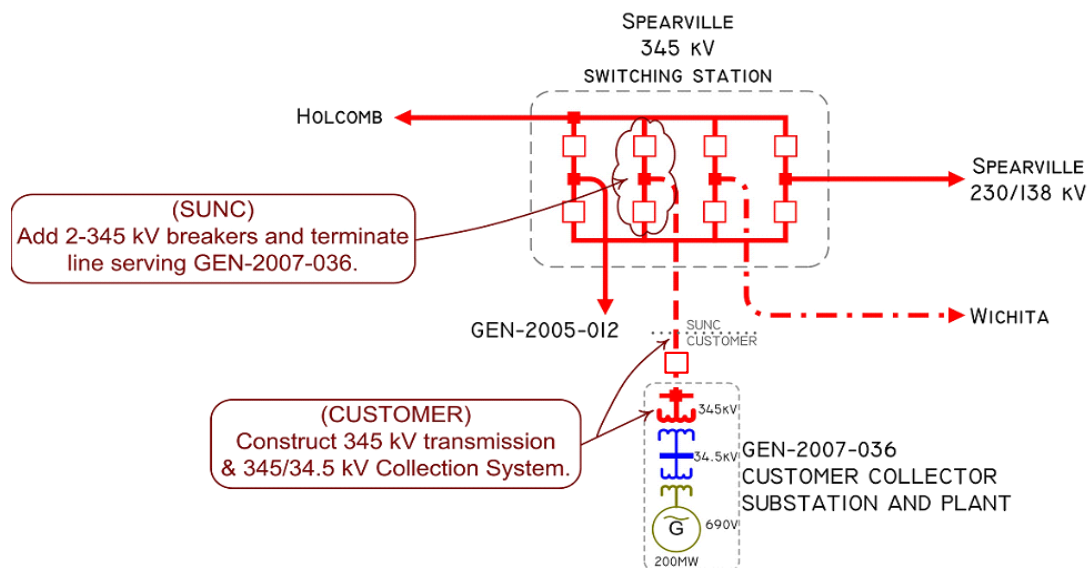 SPEARVILLE
345 KV
SWITCHING STATION
HOLCOMB
SPEARVILLE
230/138 KV
(SUNC)
Add 2-345 kV breakers and terminate
line serving GEN-2007-036.
GEN-2005-012
WICHITA
SUNC
CUSTOMER
(CUSTOMER)
Construct 345 kV transmission
& 345/34.5 kV Collection System.
345KV
34.5KV
GEN-2007-036
CUSTOMER COLLECTOR
SUBSTATION AND PLANT
G
690V
200MW